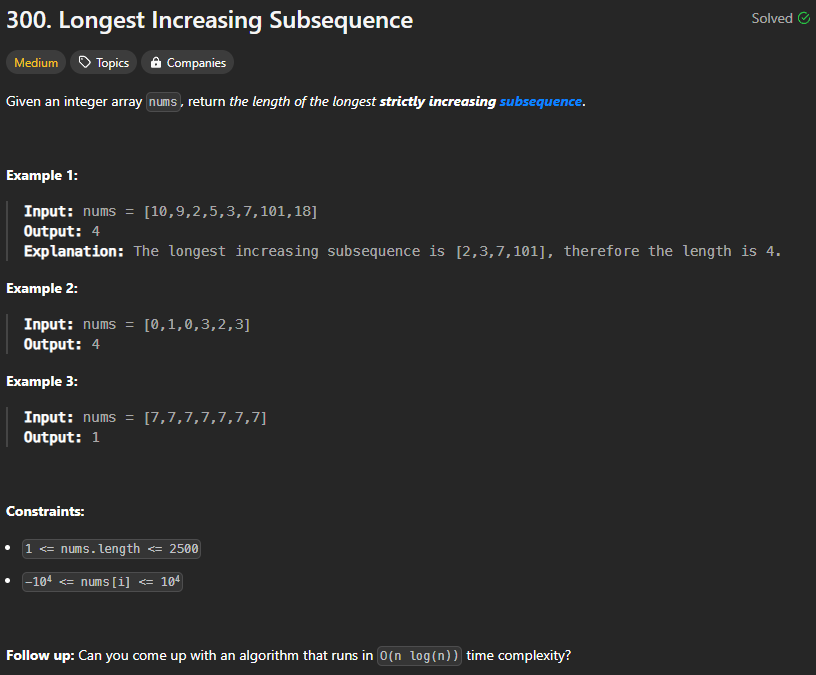 300. Longest Increasing Subsequence
Solved
Medium
Topics
Companies
Given an integer array nums, return the length of the longest strictly increasing subsequence.
Example 1:
Input: nums = [10,9,2,5,3,7,101,18]
Output: 4
Explanation: The longest increasing subsequence is [2,3,7,101], therefore the length is 4.
Example 2:
Input: nums = [0,1,0,3,2,3]
Output: 4
Example 3:
Input: nums = [7,7,7,7,7,7,7]
Output: 1
Constraints:
• 1 <= nums.length <= 2500
• -10⁴ <= nums[i] <= 10⁴
Follow up: Can you come up with an algorithm that runs in O(n log(n)) time complexity?